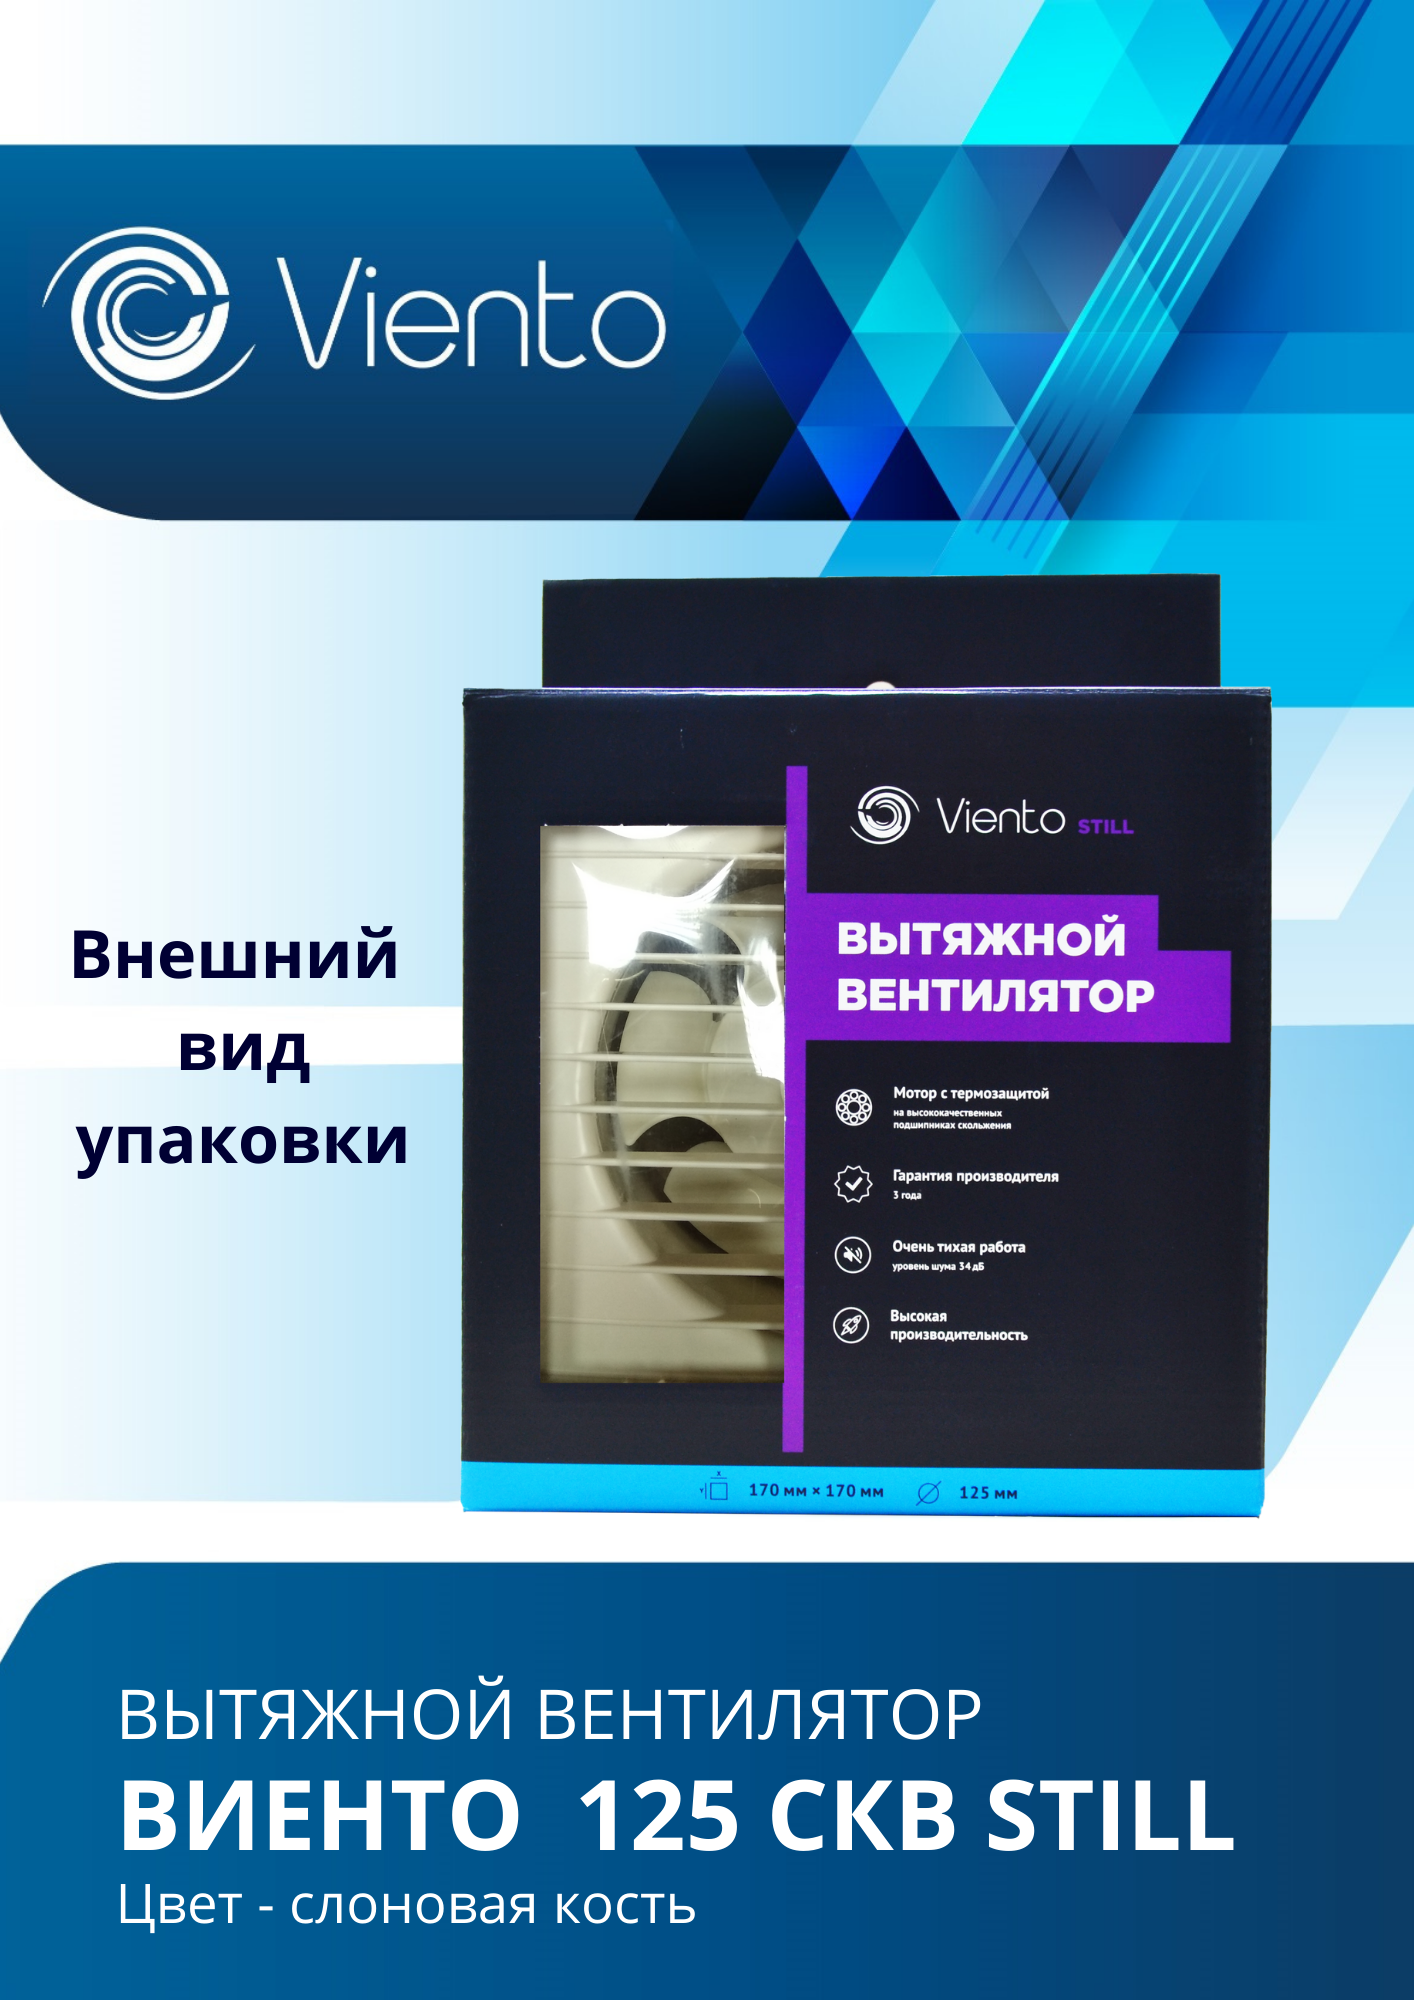 Viento
Внешний
вид
упаковки
Viento STILL
ВЫТЯЖНОЙ
ВЕНТИЛЯТОР
Мотор с термозащитой
на высококачественных
подшипниках скольжения
Гарантия производителя
3 года
Очень тихая работа
уровень шума 34 дБ
Высокая
производительность
X
Y
170 мм × 170 мм
125 мм
ВЫТЯЖНОЙ ВЕНТИЛЯТОР
ВИЕНТО 125 СКВ STILL
Цвет - слоновая кость